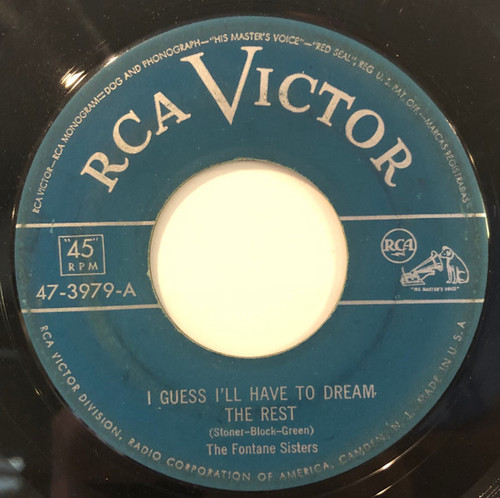 RCA VICTOR—RCA MONOGRAM—DOG AND PHONOGRAPH—"HIS MASTER'S VOICE"—"RED SEAL", REG U.S. PAT. OFF.—MARCAS REGISTRADAS
RCA VICTOR
"45"
RPM
47-3979-A
RCA
"HIS MASTER'S VOICE"
I GUESS I'LL HAVE TO DREAM
THE REST
(Stoner-Block-Green)
The Fontane Sisters
RCA VICTOR DIVISION, RADIO CORPORATION OF AMERICA, CAMDEN, N. J. MADE IN U.S.A